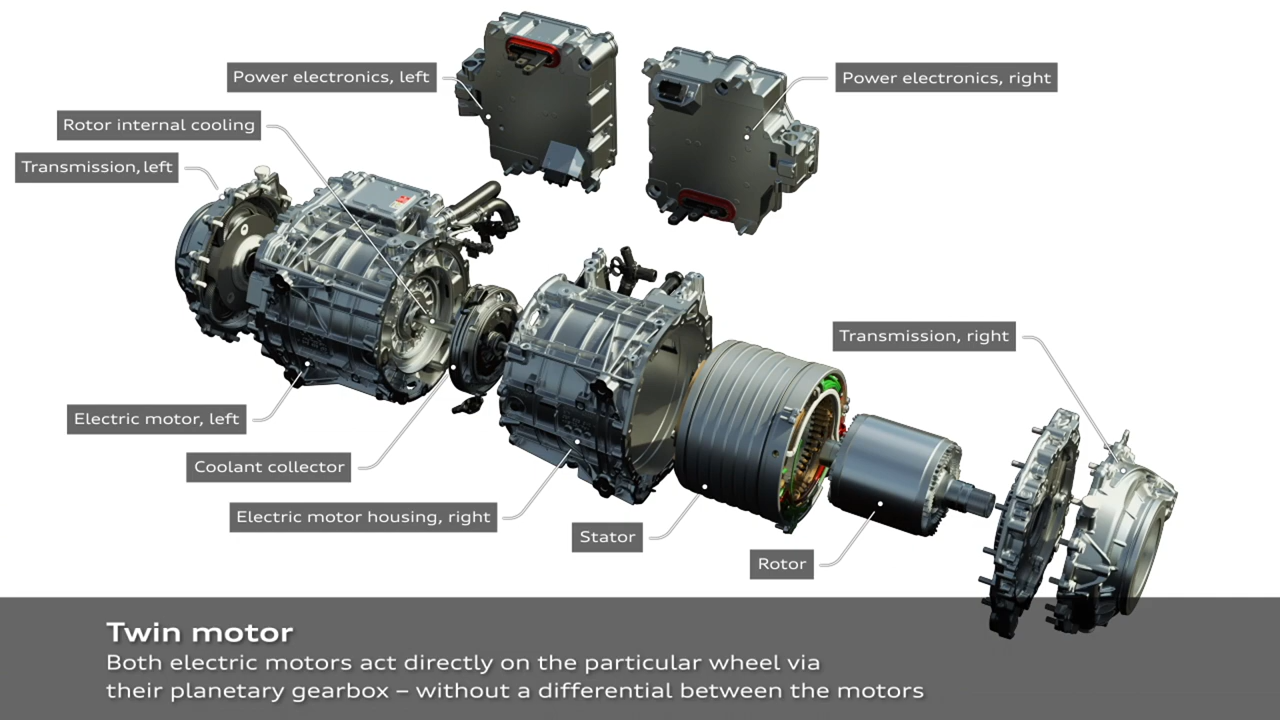 Power electronics, left
Power electronics, right
Rotor internal cooling
Transmission, left
Transmission, right
Electric motor, left
Coolant collector
Electric motor housing, right
Stator
Rotor
Twin motor
Both electric motors act directly on the particular wheel via
their planetary gearbox – without a differential between the motors